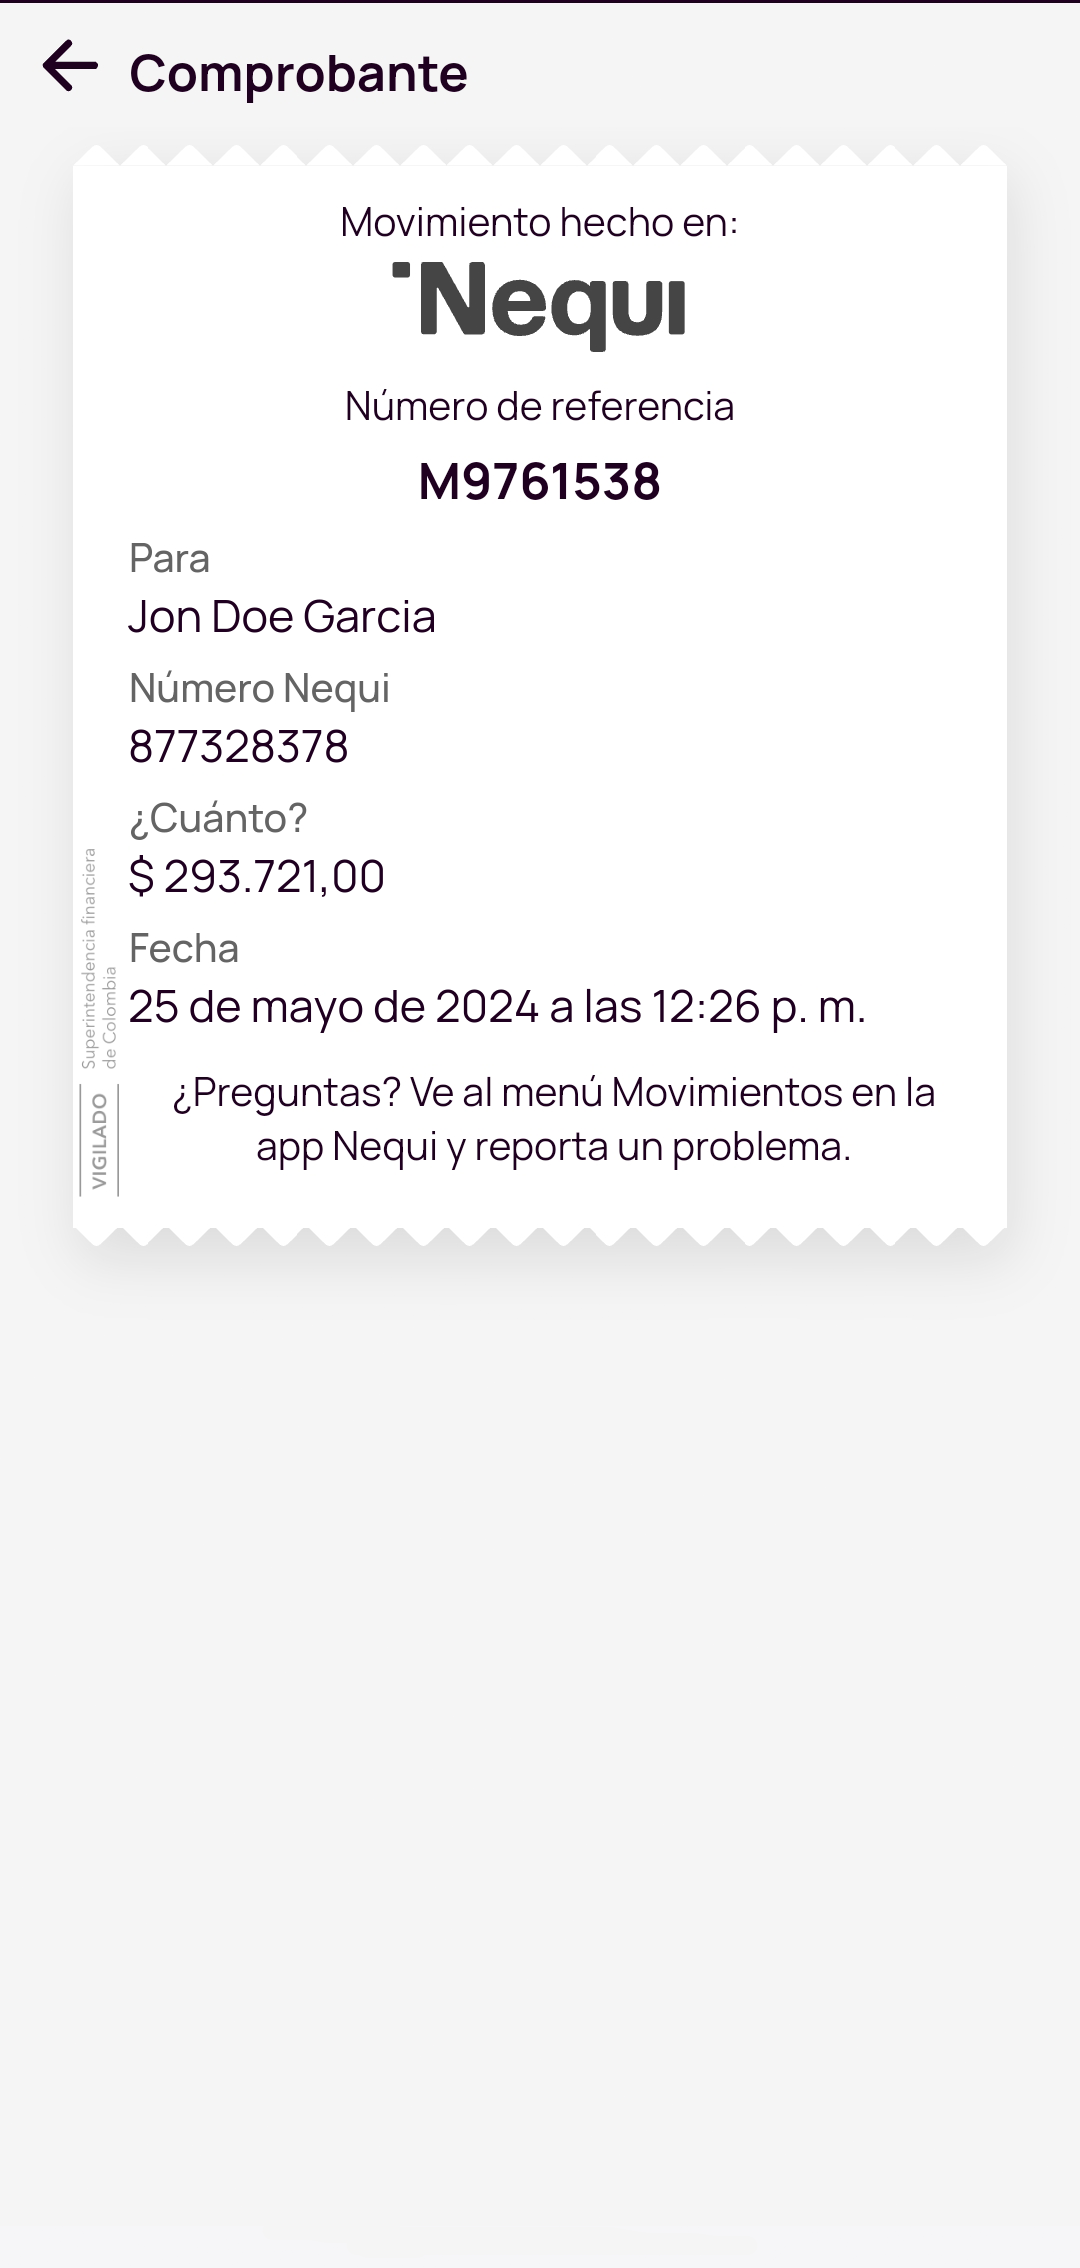 Comprobante
Movimiento hecho en:
Nequi
Número de referencia
M9761538
Para
Jon Doe Garcia
Número Nequi
877328378
¿Cuánto?
$ 293.721,00
Fecha
25 de mayo de 2024 a las 12:26 p. m.
¿Preguntas? Ve al menú Movimientos en la
app Nequi y reporta un problema.
VIGILADO
Superintendencia financiera
de Colombia